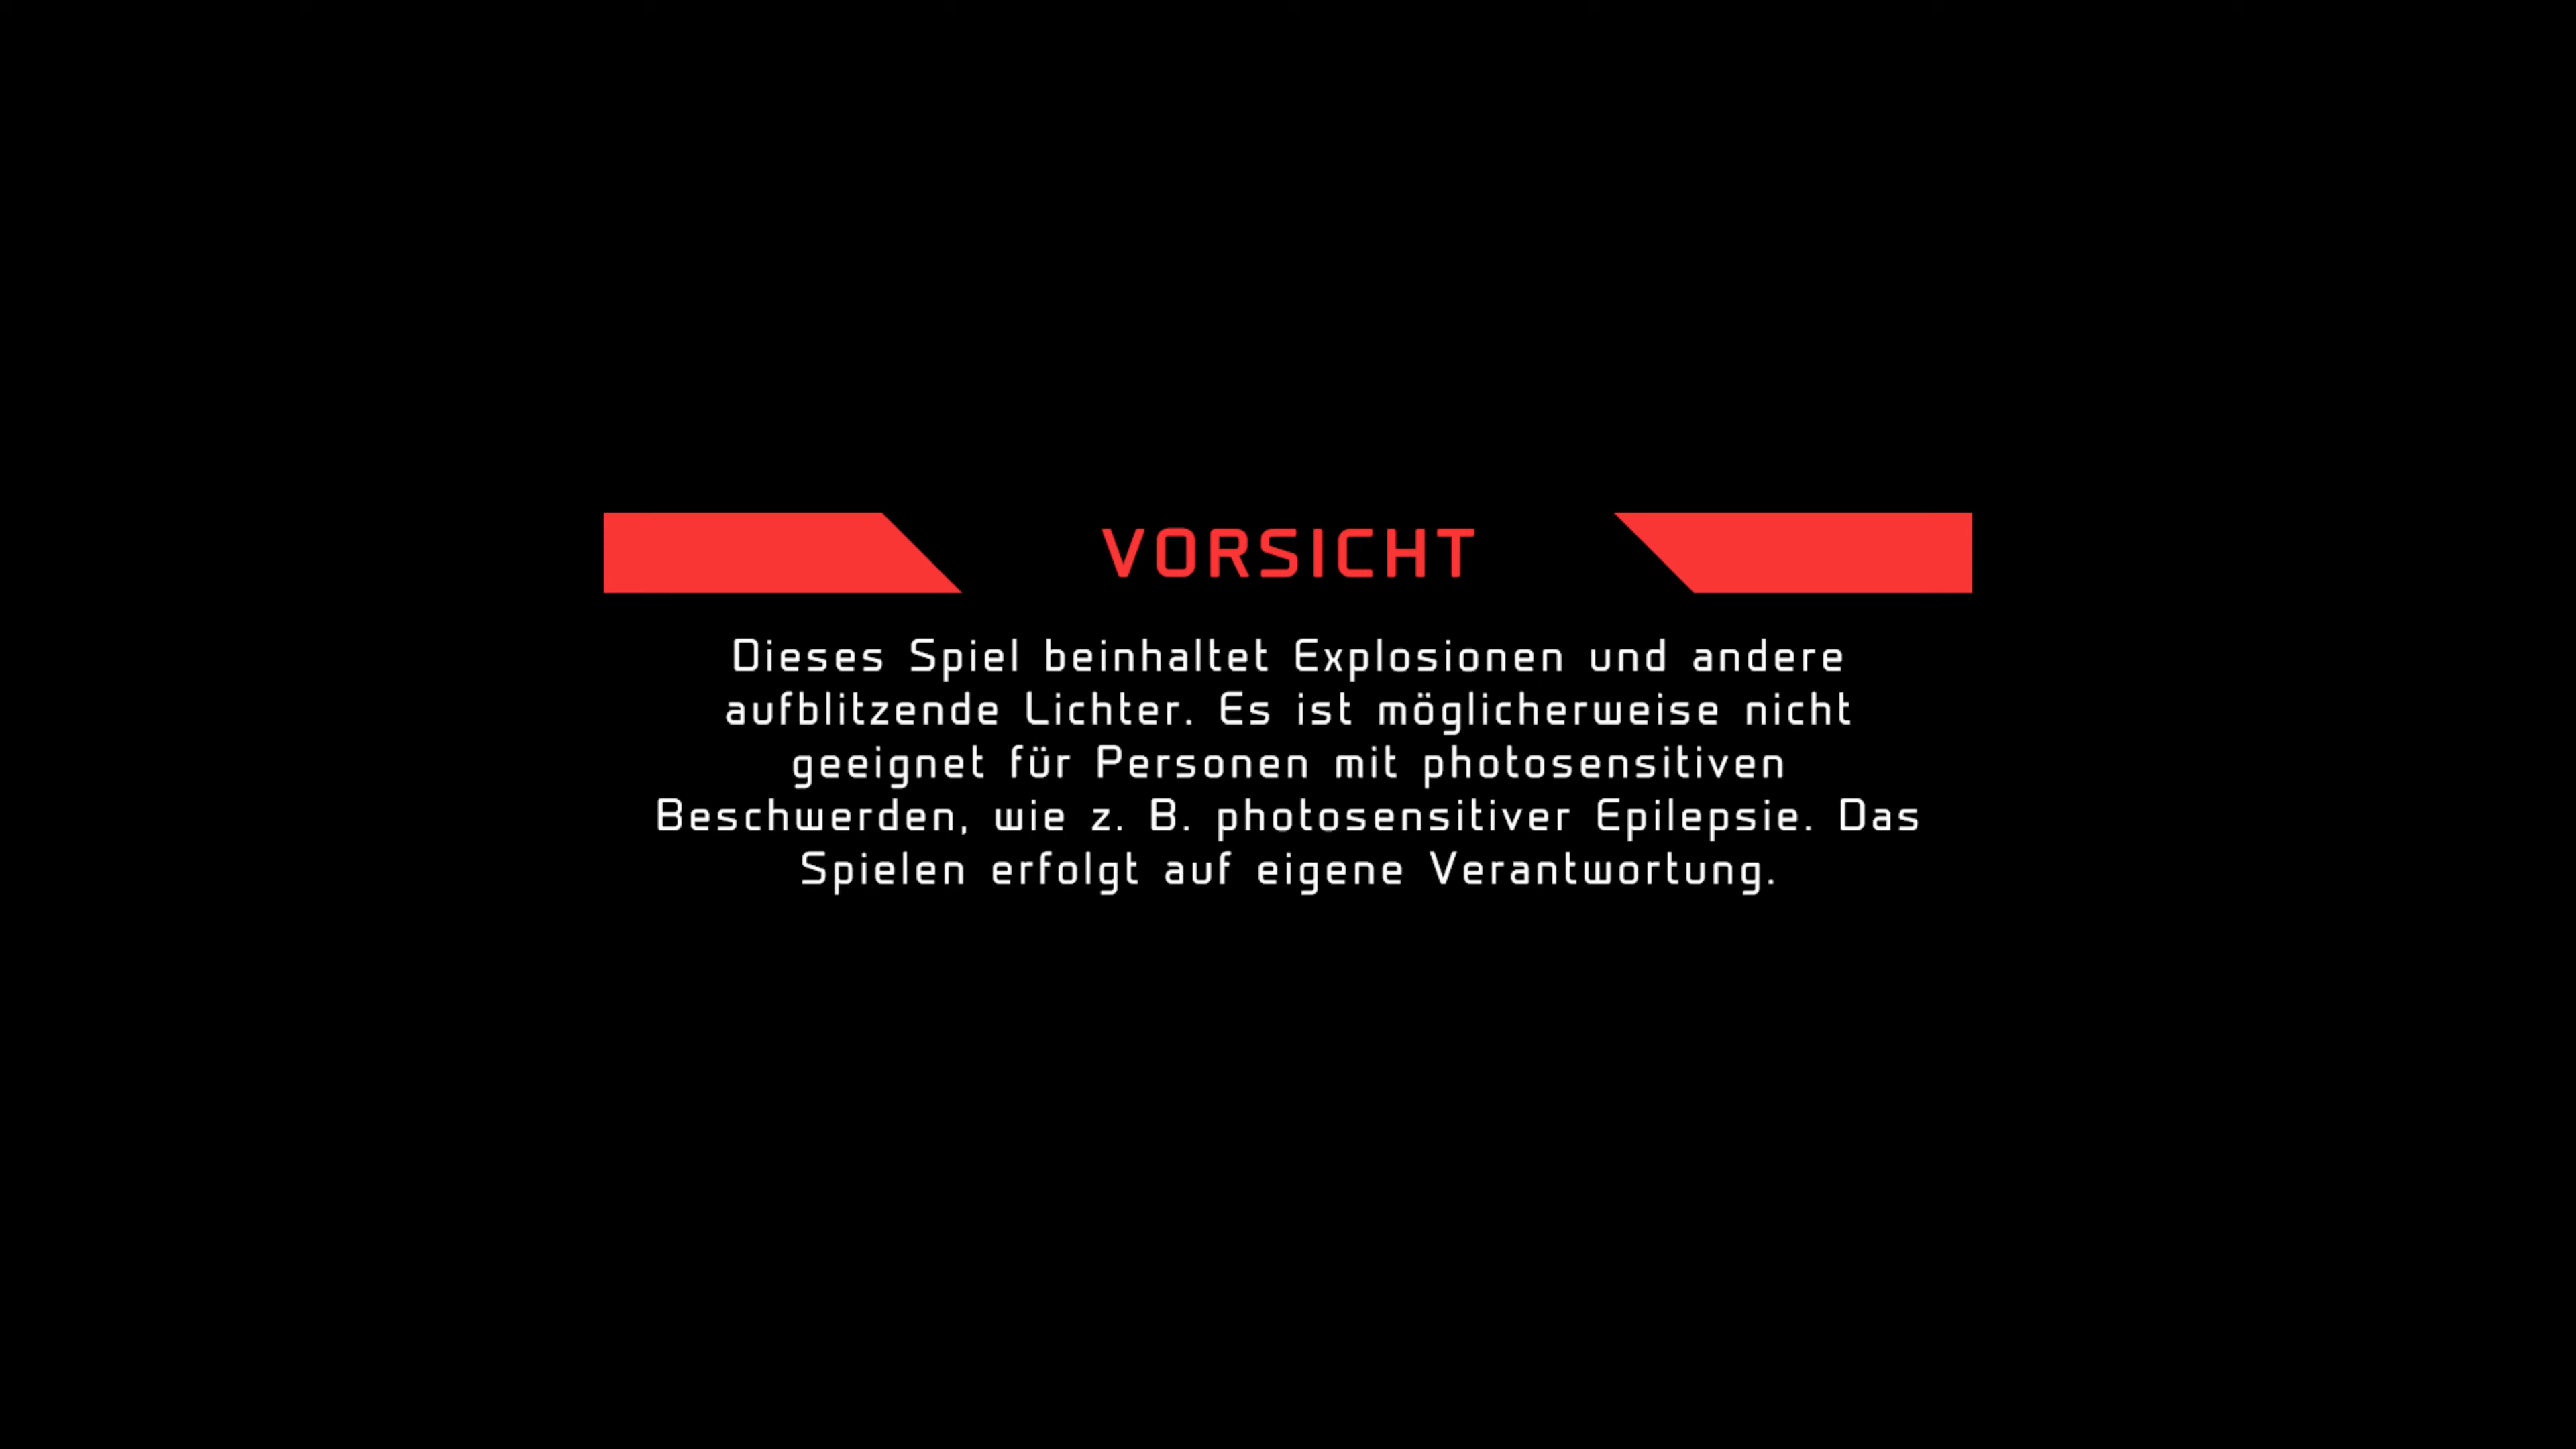 VORSICHT
Dieses Spiel beinhaltet Explosionen und andere
aufblitzende Lichter. Es ist möglicherweise nicht
geeignet für Personen mit photosensitiven
Beschwerden, wie z. B. photosensitiver Epilepsie. Das
Spielen erfolgt auf eigene Verantwortung.